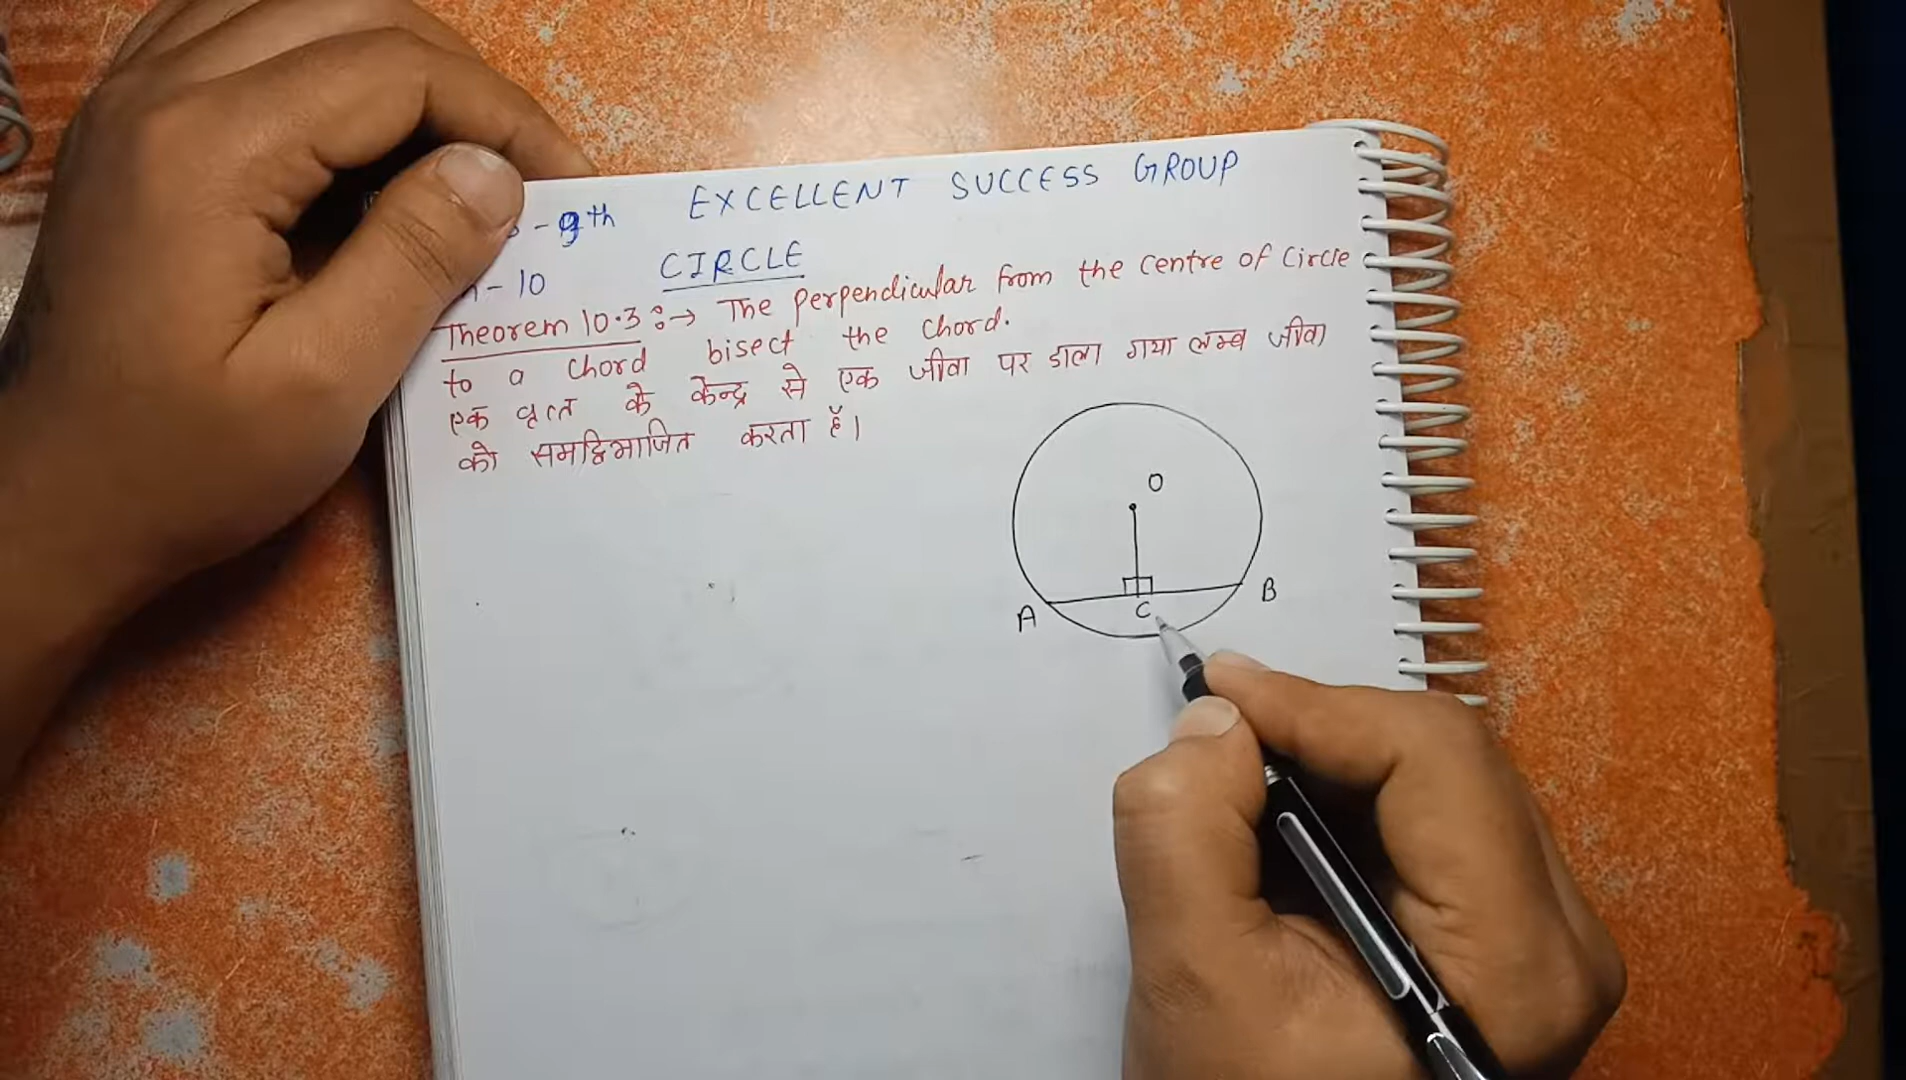 EXCELLENT SUCCESS GROUP
- 9th
- 10 CIRCLE
Theorem 10.3 :→ The perpendicular from the centre of circle
to a chord bisect the chord.
एक वृत्त के केन्द्र से एक जीवा पर डाला गया लम्ब जीवा
को समद्विभाजित करता है।
O
A C B